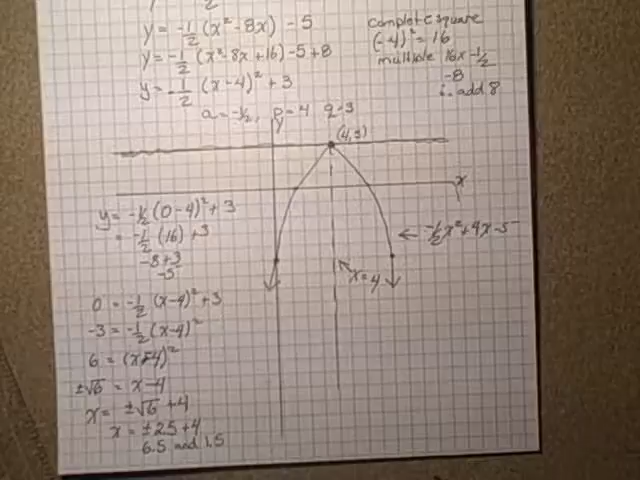 y = -1/2 (x² - 8x) - 5
y = -1/2 (x² - 8x + 16) - 5 + 8
y = -1/2 (x - 4)² + 3
a = -1/2, p = 4 q = 3
complete square
(-4)² = 16
multiple 16 x -1/2
-8
∴ add 8
y
(4,3)
x
y = -1/2 (0 - 4)² + 3
= -1/2 (16) + 3
-8 + 3
-5
-1/2x² + 4x - 5
x = 4
0 = -1/2 (x - 4)² + 3
-3 = -1/2 (x - 4)²
6 = (x - 4)²
±√6 = x - 4
x = ±√6 + 4
x = ±2.5 + 4
6.5 and 1.5